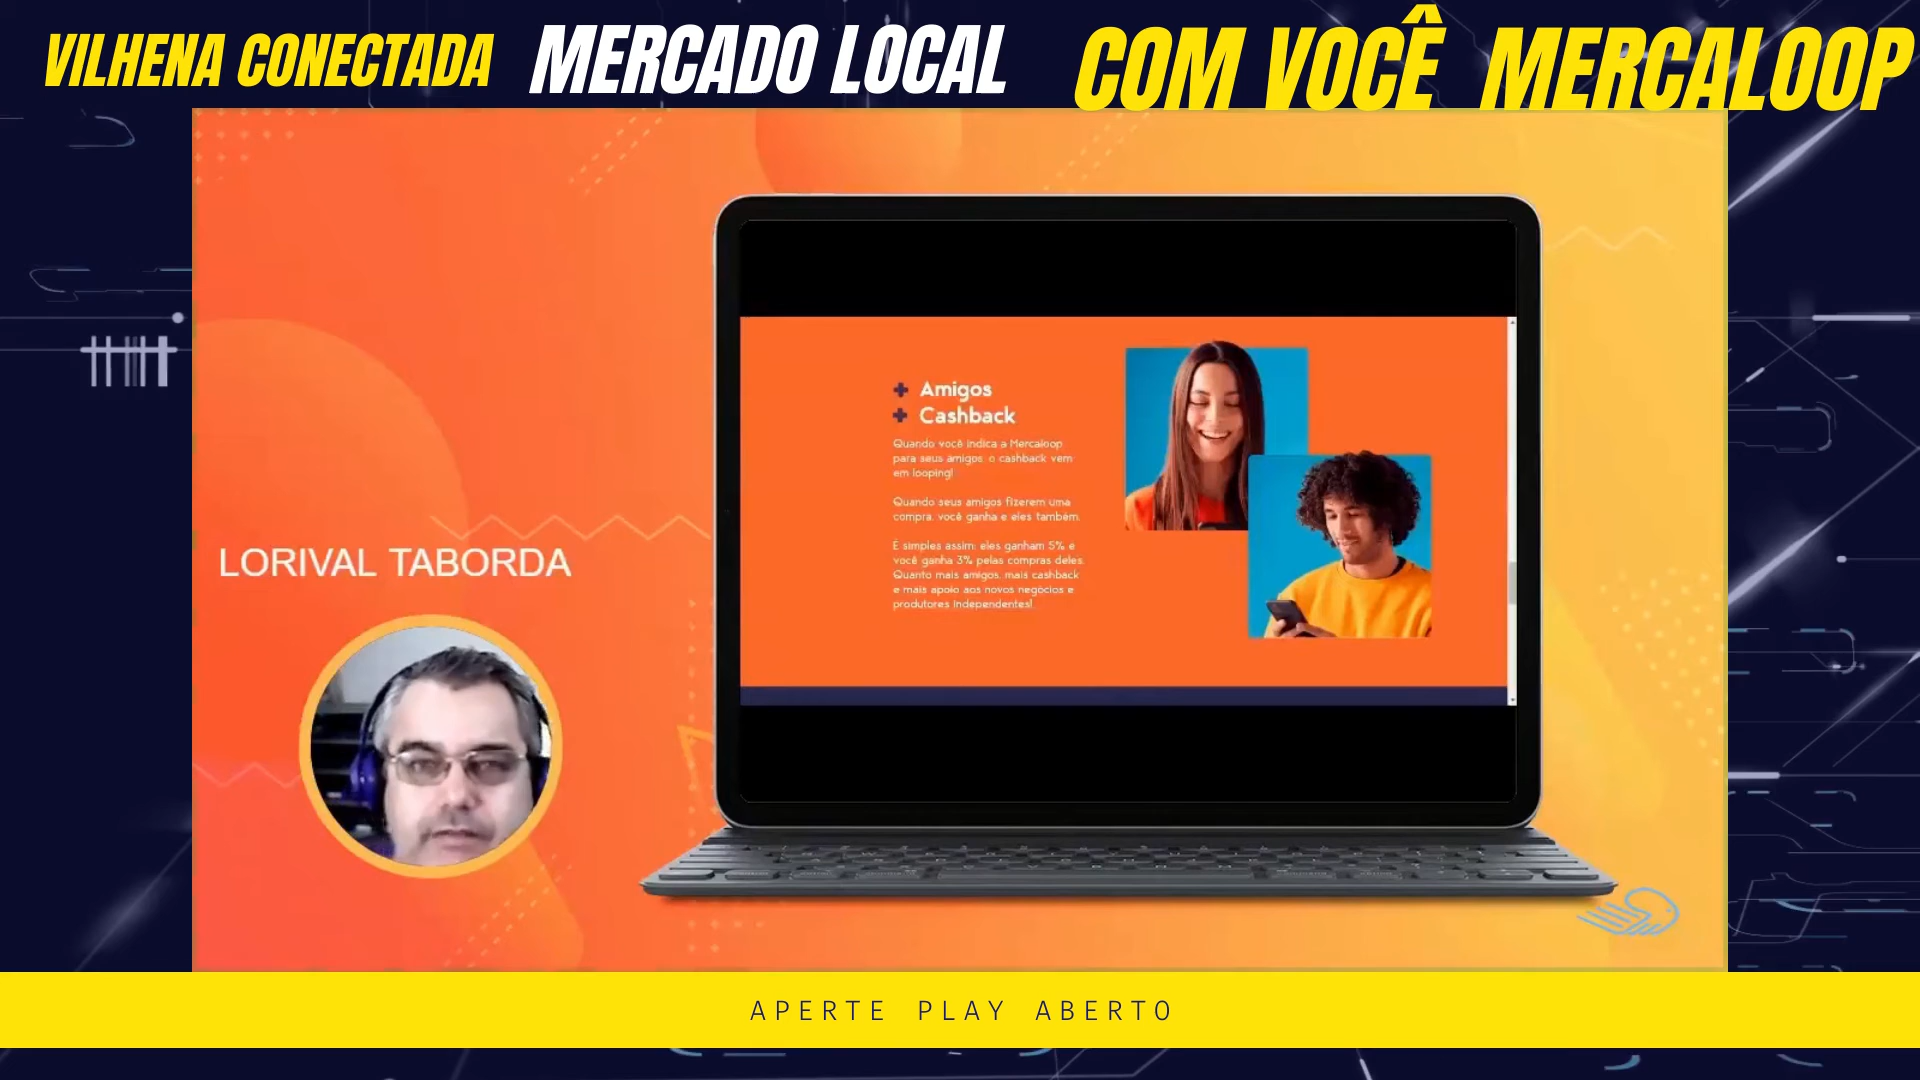 VILHENA CONECTADA
MERCADO LOCAL
COM VOCÊ MERCALOOP
Amigos
Cashback
Quando você indica a Mercaloop
para seus amigos, o cashback vem
em looping!
Quando seus amigos fizerem uma
compra, você ganha e eles também.
É simples assim: eles ganham 5% e
você ganha 3% pelas compras deles.
Quanto mais amigos, mais cashback
e mais apoio aos novos negócios e
produtores independentes!
LORIVAL TABORDA
APERTE PLAY ABERTO